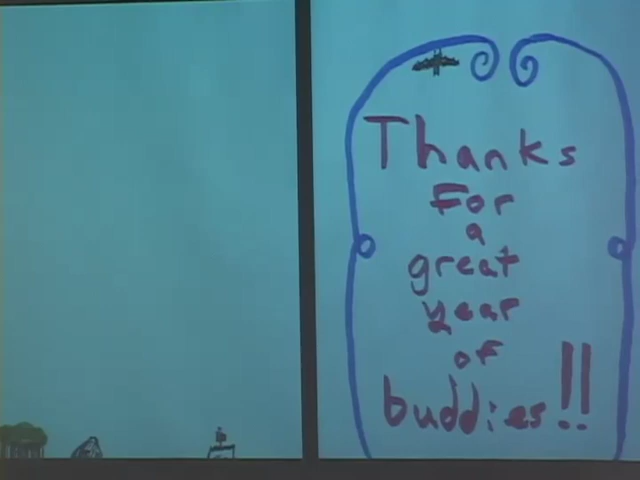 Thanks
For
a
great
year
of
buddies!!